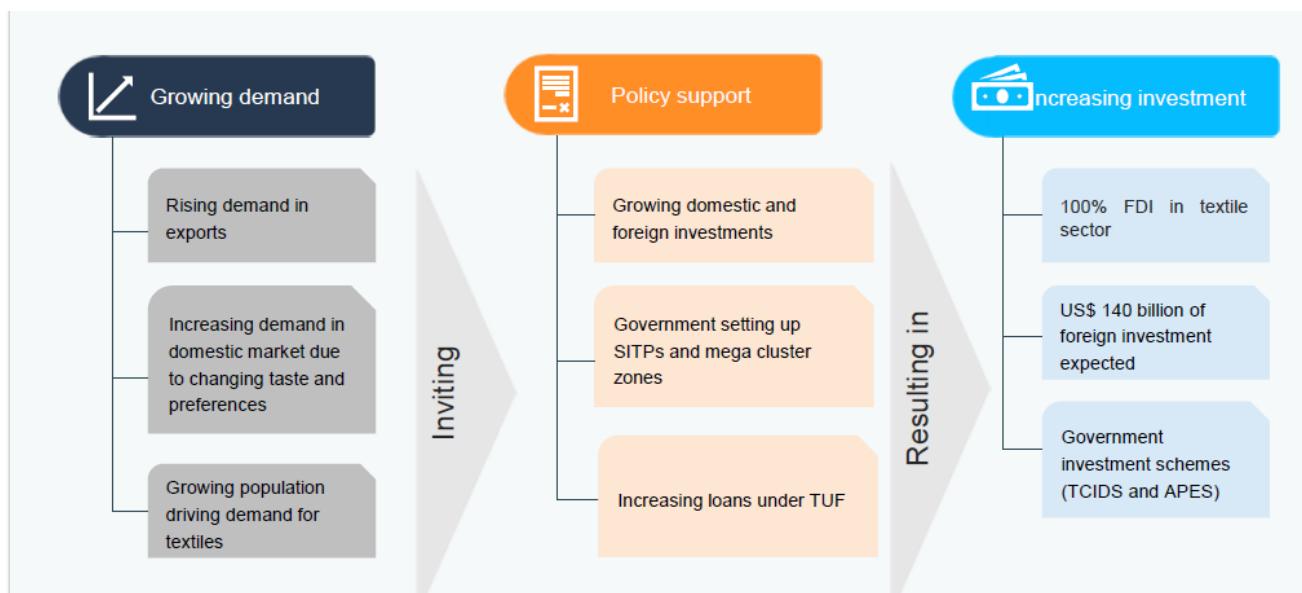 Growing demand
Rising demand in
exports
Increasing demand in
domestic market due
to changing taste and
preferences
Growing population
driving demand for
textiles
Inviting
Policy support
Growing domestic and
foreign investments
Government setting up
SITPs and mega cluster
zones
Increasing loans under TUF
Resulting in
Increasing investment
100% FDI in textile
sector
US$ 140 billion of
foreign investment
expected
Government
investment schemes
(TCIDS and APES)